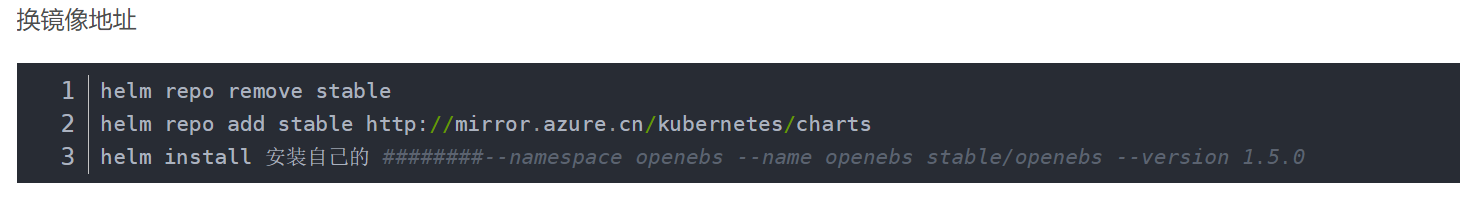 换镜像地址
1 helm repo remove stable
2 helm repo add stable http://mirror.azure.cn/kubernetes/charts
3 helm install 安装自己的 ########--namespace openebs --name openebs stable/openebs --version 1.5.0